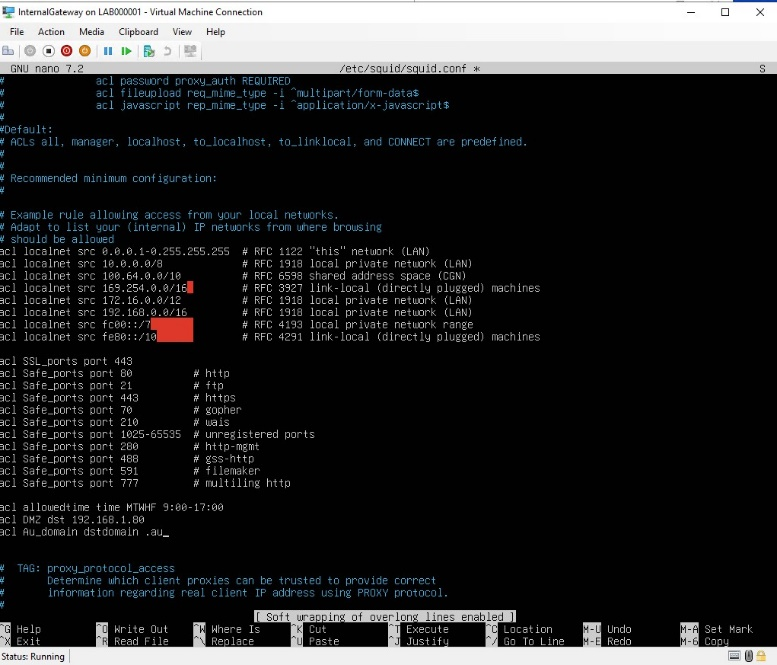 InternalGateway on LAB000001 - Virtual Machine Connection
File Action Media Clipboard View Help
GNU nano 7.2 /etc/squid/squid.conf * S
# acl password proxy_auth REQUIRED
# acl fileupload req_mime_type -i ^multipart/form-data$
# acl javascript rep_mime_type -i ^application/x-javascript$
#
#Default:
# ACLs all, manager, localhost, to_localhost, to_linklocal, and CONNECT are predefined.
#
#
# Recommended minimum configuration:
#
# Example rule allowing access from your local networks.
# Adapt to list your (internal) IP networks from where browsing
# should be allowed
acl localnet src 0.0.0.1-0.255.255.255 # RFC 1122 "this" network (LAN)
acl localnet src 10.0.0.0/8 # RFC 1918 local private network (LAN)
acl localnet src 100.64.0.0/10 # RFC 6598 shared address space (CGN)
acl localnet src 169.254.0.0/16 # RFC 3927 link-local (directly plugged) machines
acl localnet src 172.16.0.0/12 # RFC 1918 local private network (LAN)
acl localnet src 192.168.0.0/16 # RFC 1918 local private network (LAN)
acl localnet src fc00::/7 # RFC 4193 local private network range
acl localnet src fe80::/10 # RFC 4291 link-local (directly plugged) machines
acl SSL_ports port 443
acl Safe_ports port 80 # http
acl Safe_ports port 21 # ftp
acl Safe_ports port 443 # https
acl Safe_ports port 70 # gopher
acl Safe_ports port 210 # wais
acl Safe_ports port 1025-65535 # unregistered ports
acl Safe_ports port 280 # http-mgmt
acl Safe_ports port 488 # gss-http
acl Safe_ports port 591 # filemaker
acl Safe_ports port 777 # multiling http
acl allowedtime time MTWHF 9:00-17:00
acl DMZ dst 192.168.1.80
acl Au_domain dstdomain .au_
# TAG: proxy_protocol_access
# Determine which client proxies can be trusted to provide correct
# information regarding real client IP address using PROXY protocol.
#
[ Soft wrapping of overlong lines enabled ]
^G Help ^O Write Out ^W Where Is ^K Cut ^T Execute ^C Location M-U Undo M-A Set Mark
^X Exit ^R Read File ^\ Replace ^U Paste ^J Justify ^/ Go To Line M-E Redo M-6 Copy
Status: Running